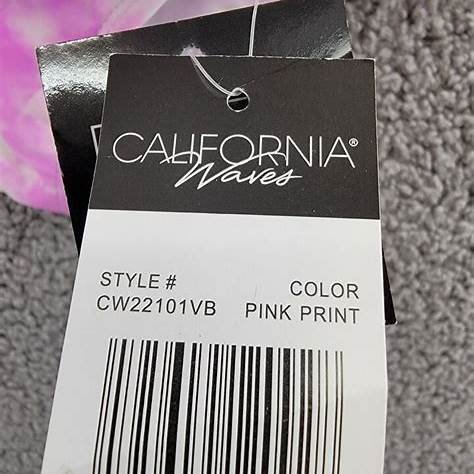 CALIFORNIA®
Waves
STYLE # COLOR
CW22101VB PINK PRINT